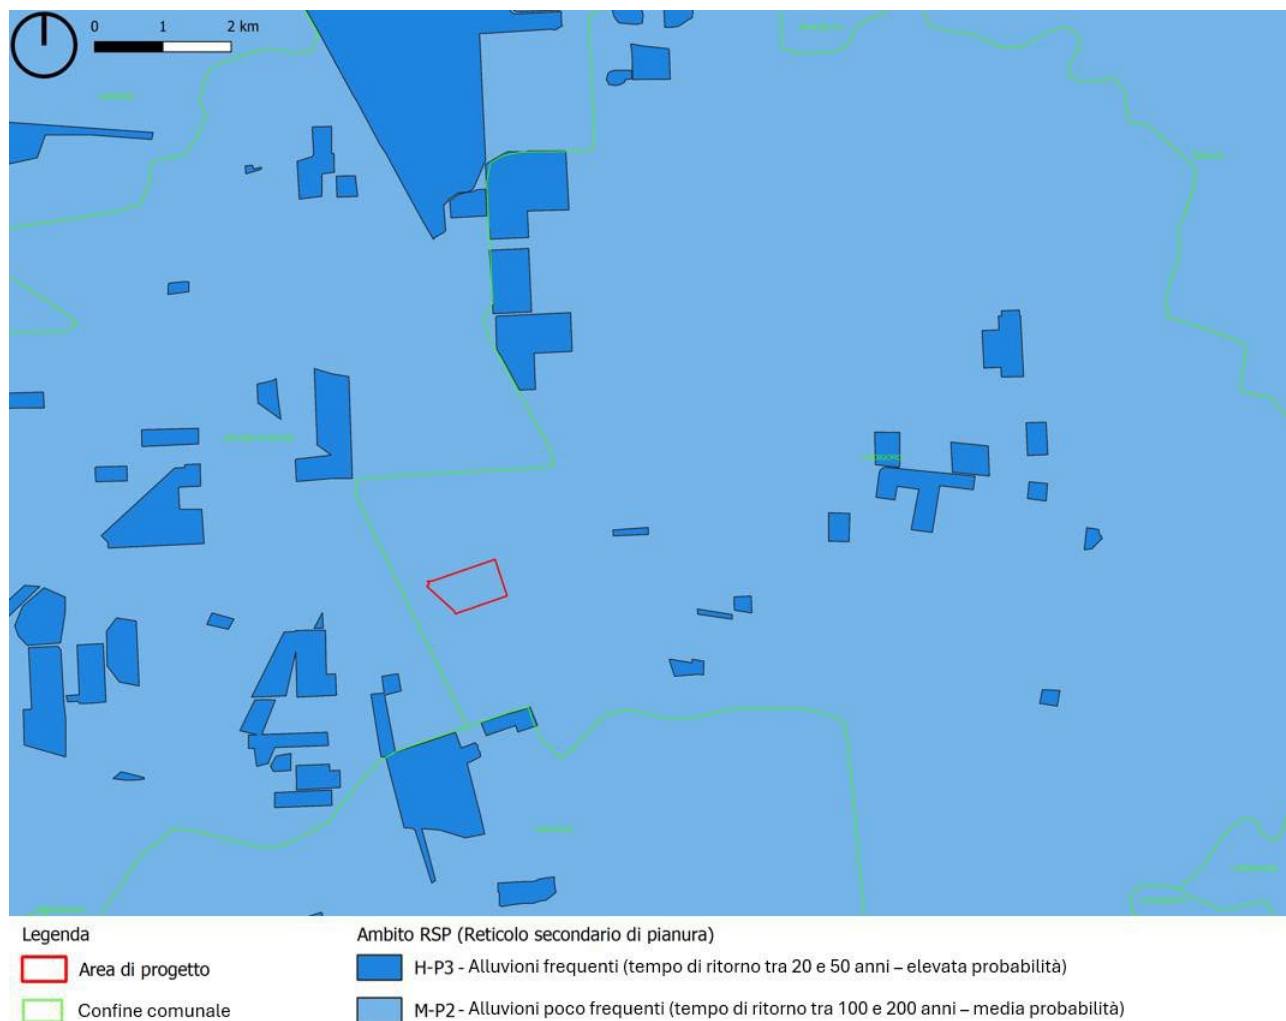 0 1 2 km
Legenda
Ambito RSP (Reticolo secondario di pianura)
Area di progetto
H-P3 - Alluvioni frequenti (tempo di ritorno tra 20 e 50 anni – elevata probabilità)
Confine comunale
M-P2 - Alluvioni poco frequenti (tempo di ritorno tra 100 e 200 anni – media probabilità)